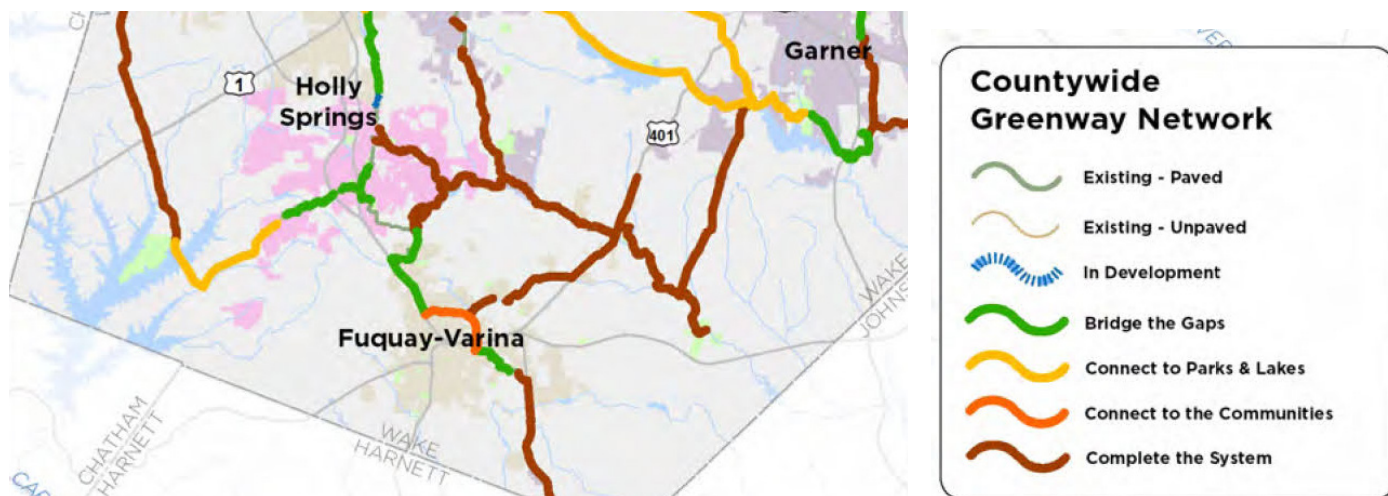 Garner
Holly
Springs
1
401
Fuquay-Varina
WAKE
HARNETT
CHATHAM
HARNETT
WAKE
Countywide
Greenway Network
Existing - Paved
Existing - Unpaved
In Development
Bridge the Gaps
Connect to Parks & Lakes
Connect to the Communities
Complete the System